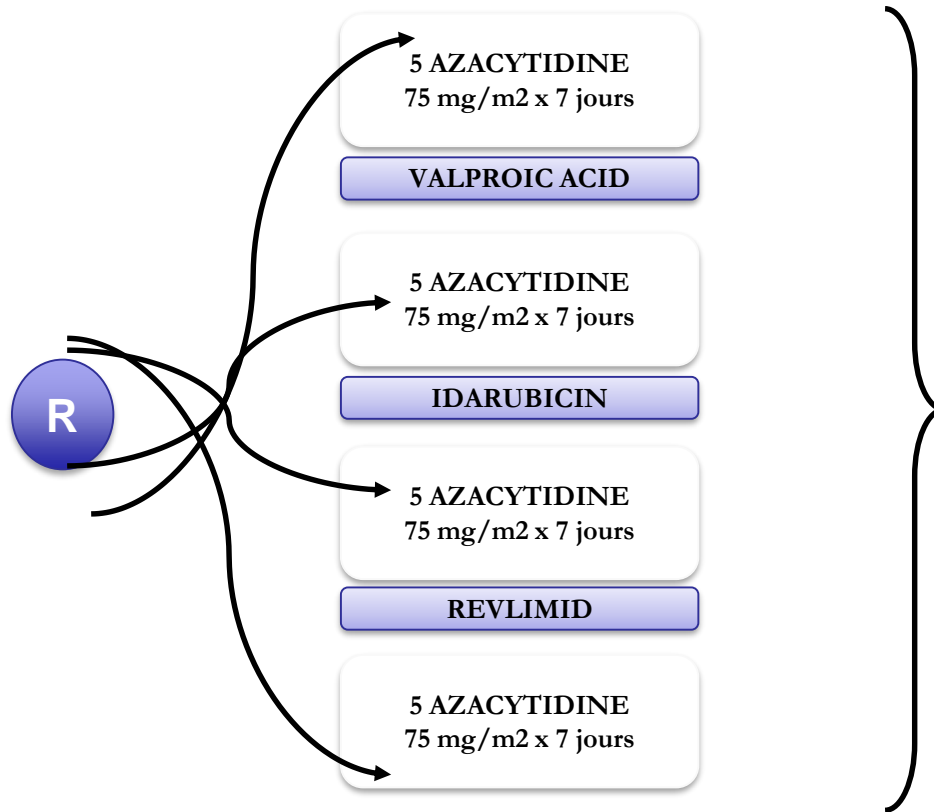 5 AZACYTIDINE
75 mg/m2 x 7 jours
VALPROIC ACID
5 AZACYTIDINE
75 mg/m2 x 7 jours
R
IDARUBICIN
5 AZACYTIDINE
75 mg/m2 x 7 jours
REVLIMID
5 AZACYTIDINE
75 mg/m2 x 7 jours